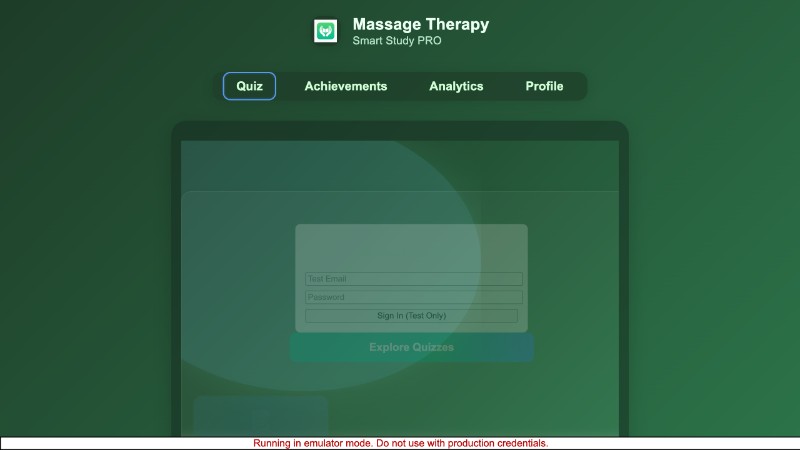 Massage Therapy
Smart Study PRO
Quiz
Achievements
Analytics
Profile
Test Email
Password
Sign In (Test Only)
Explore Quizzes
Running in emulator mode. Do not use with production credentials.